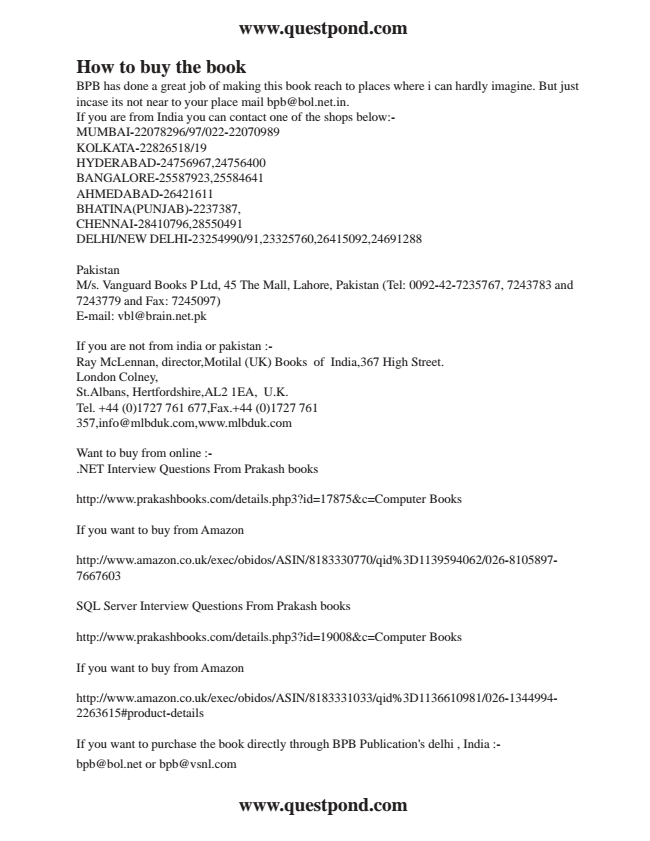 www.questpond.com
How to buy the book
BPB has done a great job of making this book reach to places where i can hardly imagine. But just
incase its not near to your place mail bpb@bol.net.in.
If you are from India you can contact one of the shops below:-
MUMBAI-22078296/97/022-22070989
KOLKATA-22826518/19
HYDERABAD-24756967,24756400
BANGALORE-25587923,25584641
AHMEDABAD-26421611
BHATINA(PUNJAB)-2237387,
CHENNAI-28410796,28550491
DELHI/NEW DELHI-23254990/91,23325760,26415092,24691288
Pakistan
M/s. Vanguard Books P Ltd, 45 The Mall, Lahore, Pakistan (Tel: 0092-42-7235767, 7243783 and
7243779 and Fax: 7245097)
E-mail: vbl@brain.net.pk
If you are not from india or pakistan :-
Ray McLennan, director,Motilal (UK) Books of India,367 High Street.
London Colney,
St.Albans, Hertfordshire,AL2 1EA, U.K.
Tel. +44 (0)1727 761 677,Fax.+44 (0)1727 761
357,info@mlbduk.com,www.mlbduk.com
Want to buy from online :-
.NET Interview Questions From Prakash books
http://www.prakashbooks.com/details.php3?id=17875&c=Computer Books
If you want to buy from Amazon
http://www.amazon.co.uk/exec/obidos/ASIN/8183330770/qid%3D1139594062/026-8105897-
7667603
SQL Server Interview Questions From Prakash books
http://www.prakashbooks.com/details.php3?id=19008&c=Computer Books
If you want to buy from Amazon
http://www.amazon.co.uk/exec/obidos/ASIN/8183331033/qid%3D1136610981/026-1344994-
2263615#product-details
If you want to purchase the book directly through BPB Publication's delhi , India :-
bpb@bol.net or bpb@vsnl.com
www.questpond.com